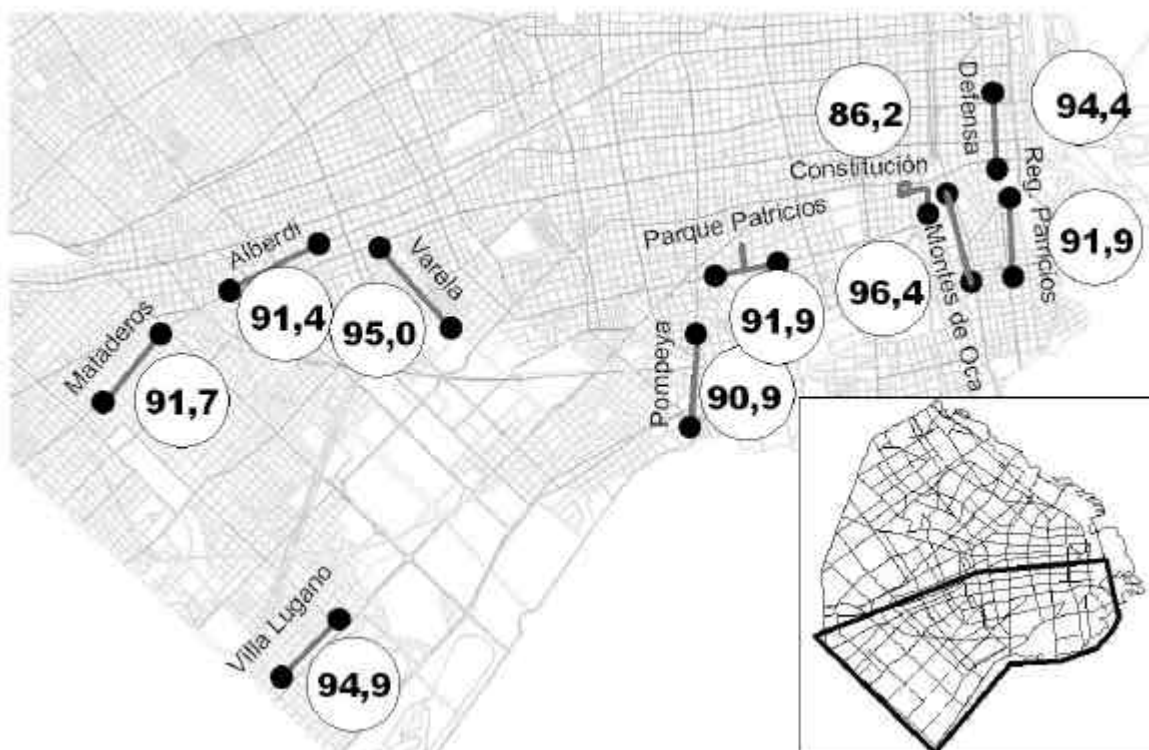 Defensa
94,4
86,2
Constitución
Reg. Patricios
91,9
Parque Patricios
Montes de Oca
96,4
Alberdi
91,4
Varela
95,0
91,9
Mataderos
91,7
Pompeya
90,9
Villa Lugano
94,9